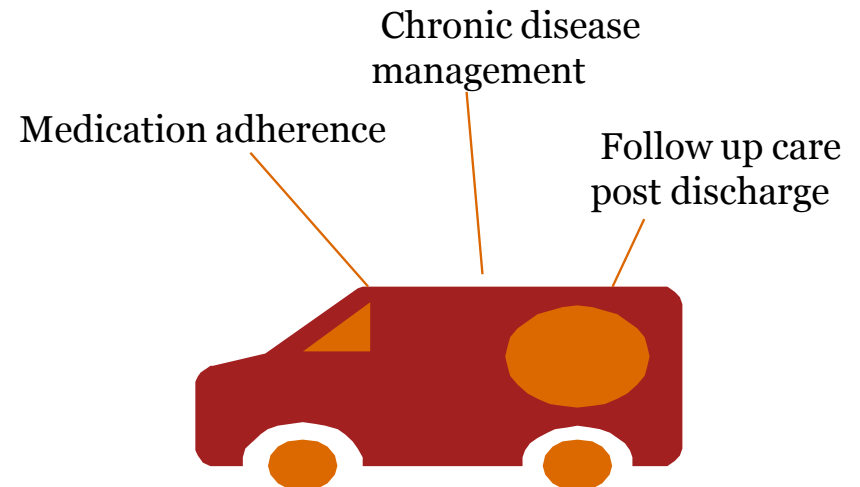 Chronic disease
management
Medication adherence
Follow up care
post discharge